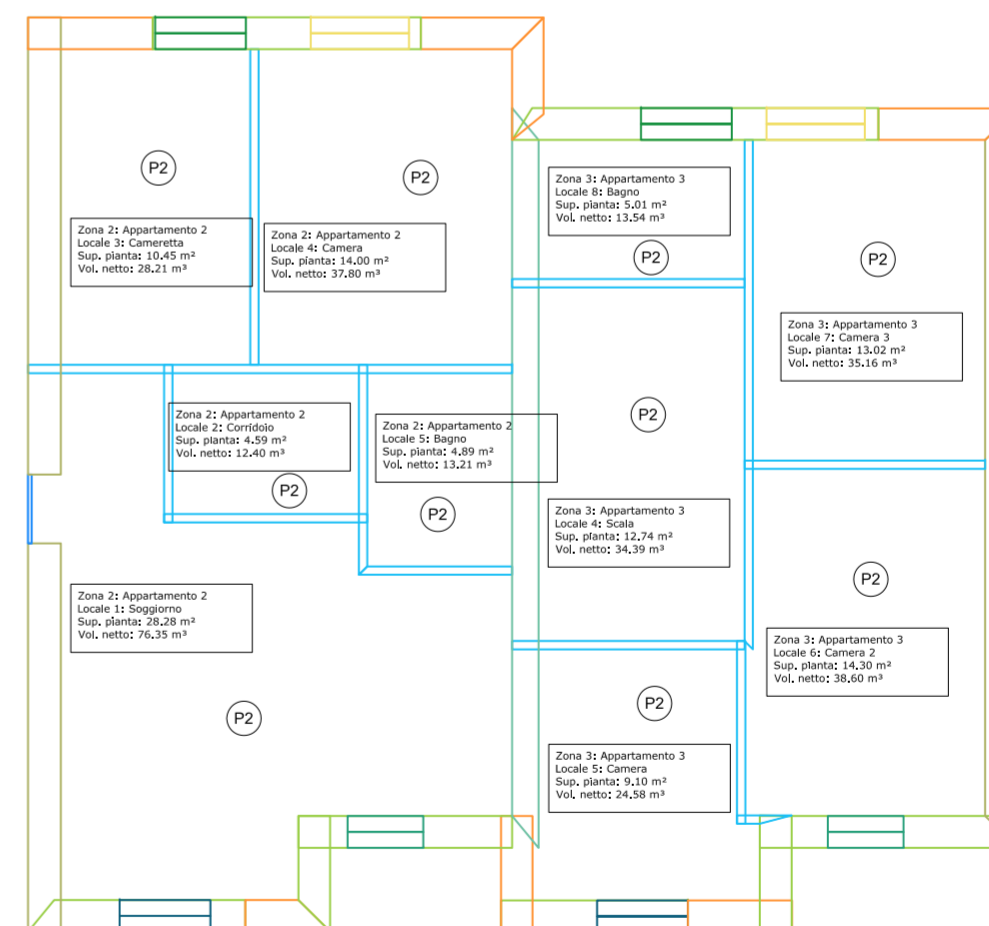 P2
P2
Zona 2: Appartamento 2
Locale 3: Cameretta
Sup. pianta: 10.45 m²
Vol. netto: 28.21 m³
Zona 2: Appartamento 2
Locale 4: Camera
Sup. pianta: 14.00 m²
Vol. netto: 37.80 m³
Zona 3: Appartamento 3
Locale 8: Bagno
Sup. pianta: 5.01 m²
Vol. netto: 13.54 m³
P2
P2
Zona 3: Appartamento 3
Locale 7: Camera 3
Sup. pianta: 13.02 m²
Vol. netto: 35.16 m³
Zona 2: Appartamento 2
Locale 2: Corridoio
Sup. pianta: 4.59 m²
Vol. netto: 12.40 m³
P2
Zona 2: Appartamento 2
Locale 5: Bagno
Sup. pianta: 4.89 m²
Vol. netto: 13.21 m³
P2
P2
Zona 3: Appartamento 3
Locale 4: Scala
Sup. pianta: 12.74 m²
Vol. netto: 34.39 m³
Zona 2: Appartamento 2
Locale 1: Soggiorno
Sup. pianta: 28.28 m²
Vol. netto: 76.35 m³
P2
P2
Zona 3: Appartamento 3
Locale 6: Camera 2
Sup. pianta: 14.30 m²
Vol. netto: 38.60 m³
P2
Zona 3: Appartamento 3
Locale 5: Camera
Sup. pianta: 9.10 m²
Vol. netto: 24.58 m³